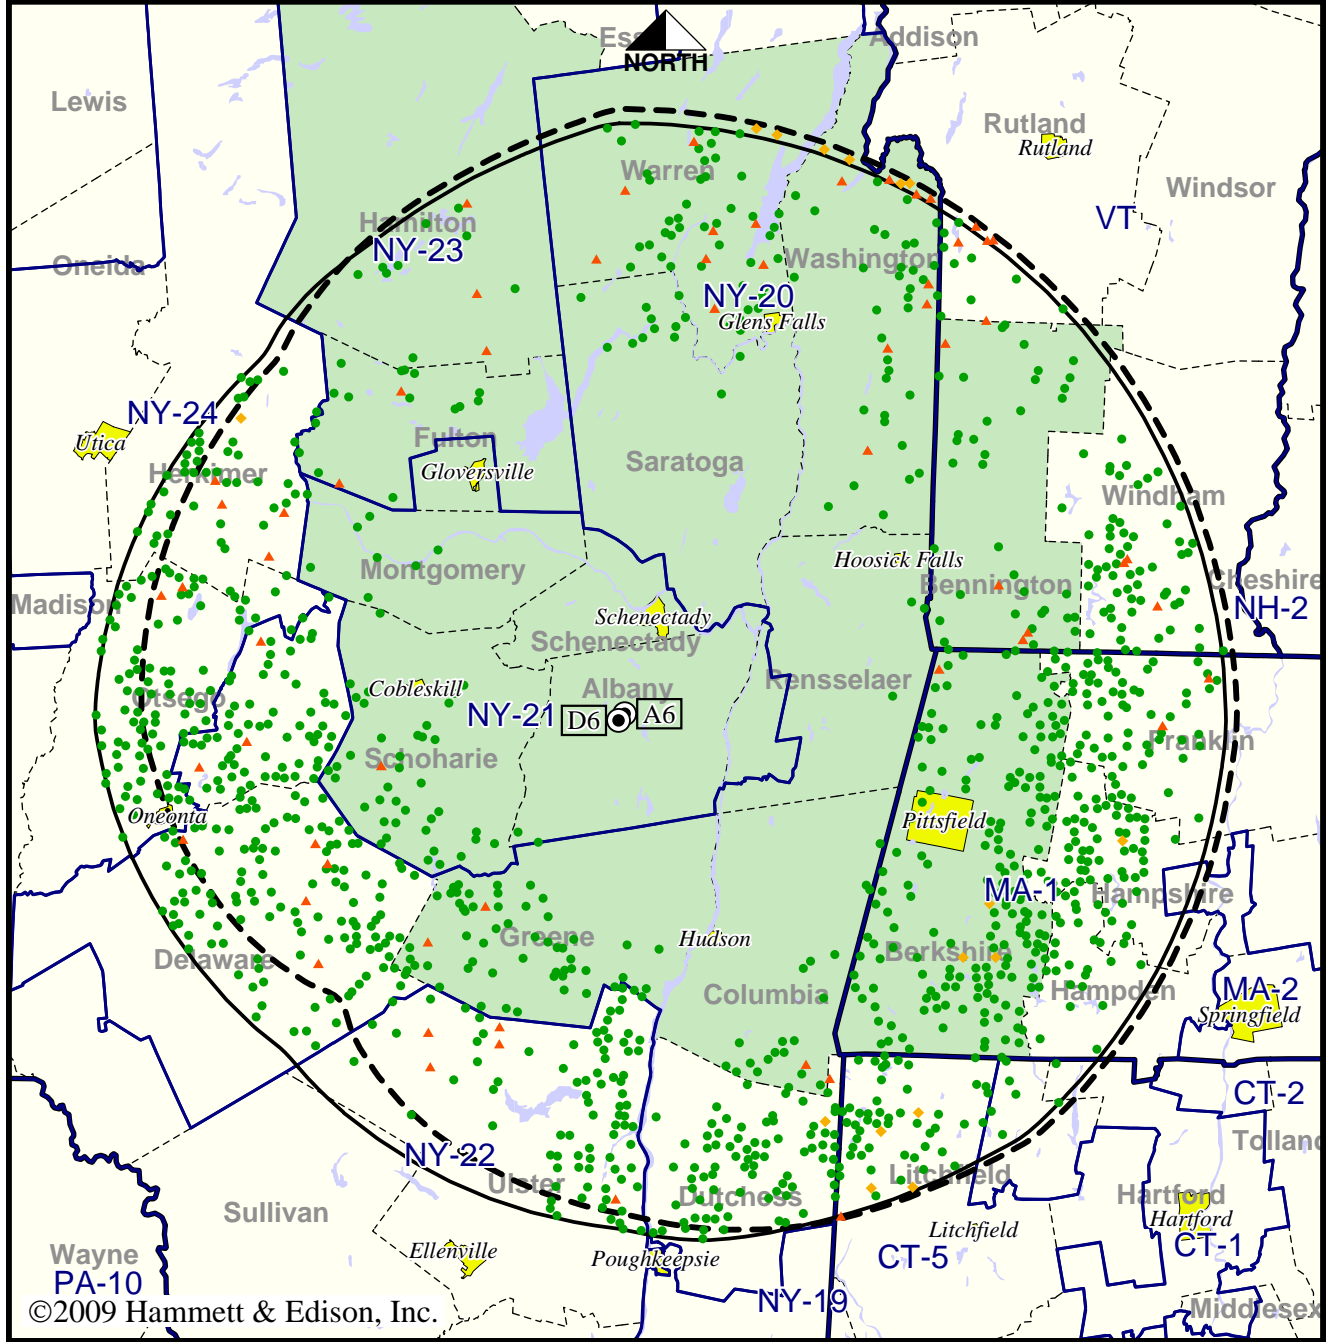 Essex
NORTH
Addison
Lewis
Rutland
Rutland
Warren
Windsor
Hamilton
NY-23
VT
Oneida
Washington
NY-20
Glens Falls
NY-24
Utica
Fulton
Herkimer
Gloversville
Saratoga
Windham
Hoosick Falls
Montgomery
Bennington
Cheshire
Madison
NH-2
Schenectady
Schenectady
Cobleskill
Albany
Rensselaer
Otsego
NY-21
D6
A6
Schoharie
Franklin
Oneonta
Pittsfield
MA-1
Hampshire
Greene
Hudson
Berkshire
Delaware
Columbia
Hampden
MA-2
Springfield
CT-2
Tolland
NY-22
Ulster
Dutchess
Litchfield
Hartford
Sullivan
Hartford
Litchfield
Ellenville
Poughkeepsie
CT-5
CT-1
Wayne
PA-10
NY-19
Middlesex
©2009 Hammett & Edison, Inc.